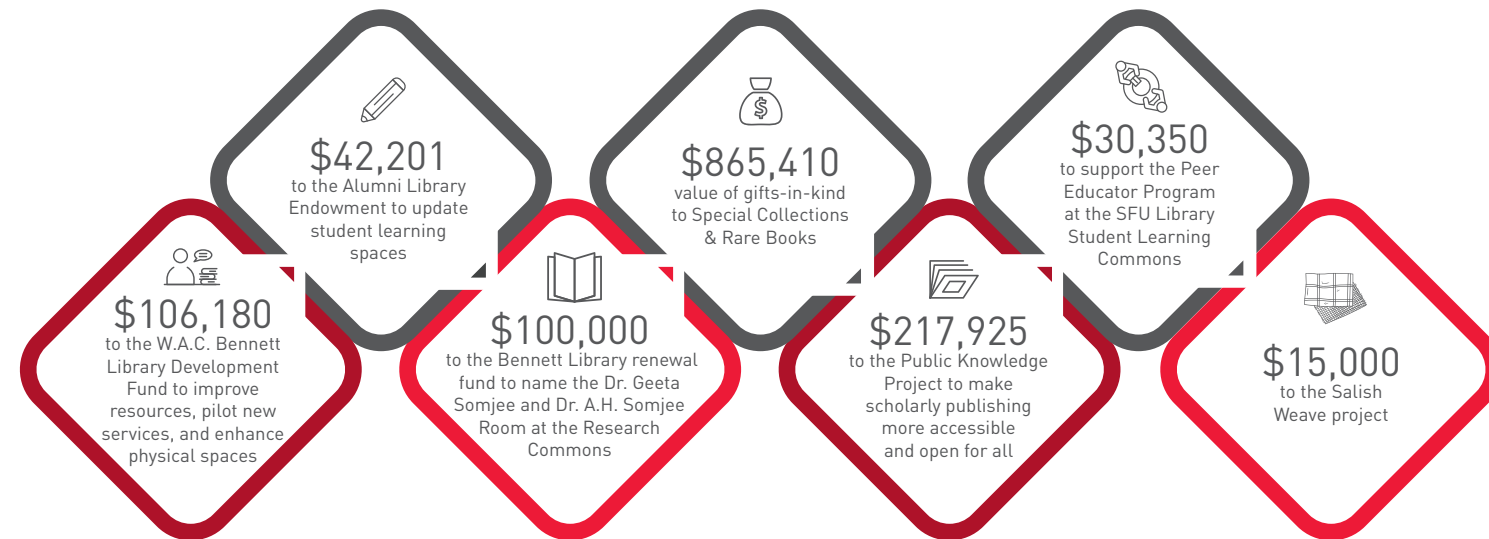 $106,180
to the W.A.C. Bennett
Library Development
Fund to improve
resources, pilot new
services, and enhance
physical spaces
$42,201
to the Alumni Library
Endowment to update
student learning
spaces
$100,000
to the Bennett Library renewal
fund to name the Dr. Geeta
Somjee and Dr. A.H. Somjee
Room at the Research
Commons
$865,410
value of gifts-in-kind
to Special Collections
& Rare Books
$217,925
to the Public Knowledge
Project to make
scholarly publishing
more accessible
and open for all
$30,350
to support the Peer
Educator Program
at the SFU Library
Student Learning
Commons
$15,000
to the Salish
Weave project